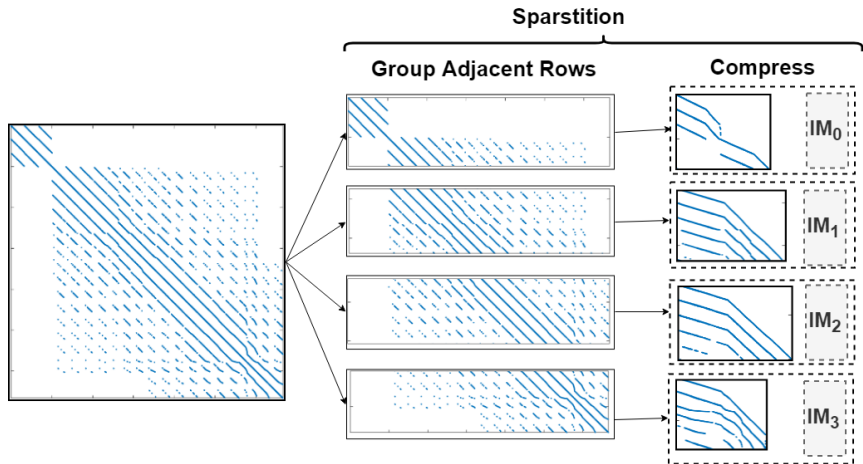 Sparstition
Group Adjacent Rows
Compress
IM0
IM1
IM2
IM3